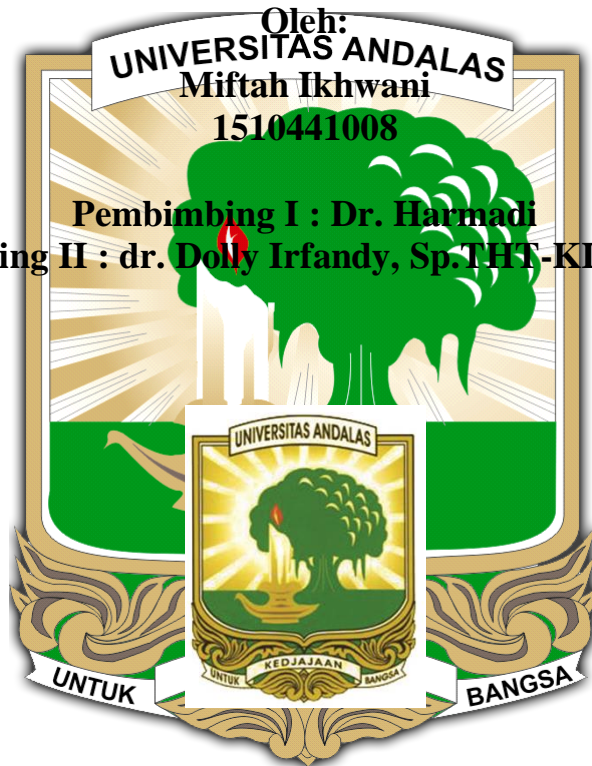 Oleh:
UNIVERSITAS ANDALAS
Miftah Ikhwani
1510441008
Pembimbing I : Dr. Harmadi
ing II : dr. Dolly Irfandy, Sp.THT-KL
UNIVERSITAS ANDALAS
KEDJAJAAN
UNTUK
BANGSA
UNTUK
BANGSA